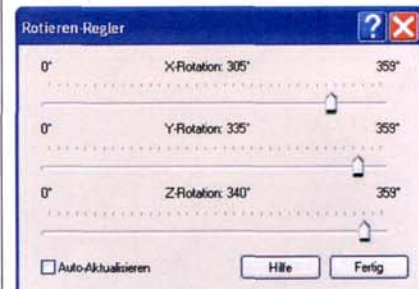 Rotieren-Regler
0° X-Rotation: 305° 359°
0° Y-Rotation: 335° 359°
0° Z-Rotation: 340° 359°
Auto-Aktualisieren Hilfe Fertig